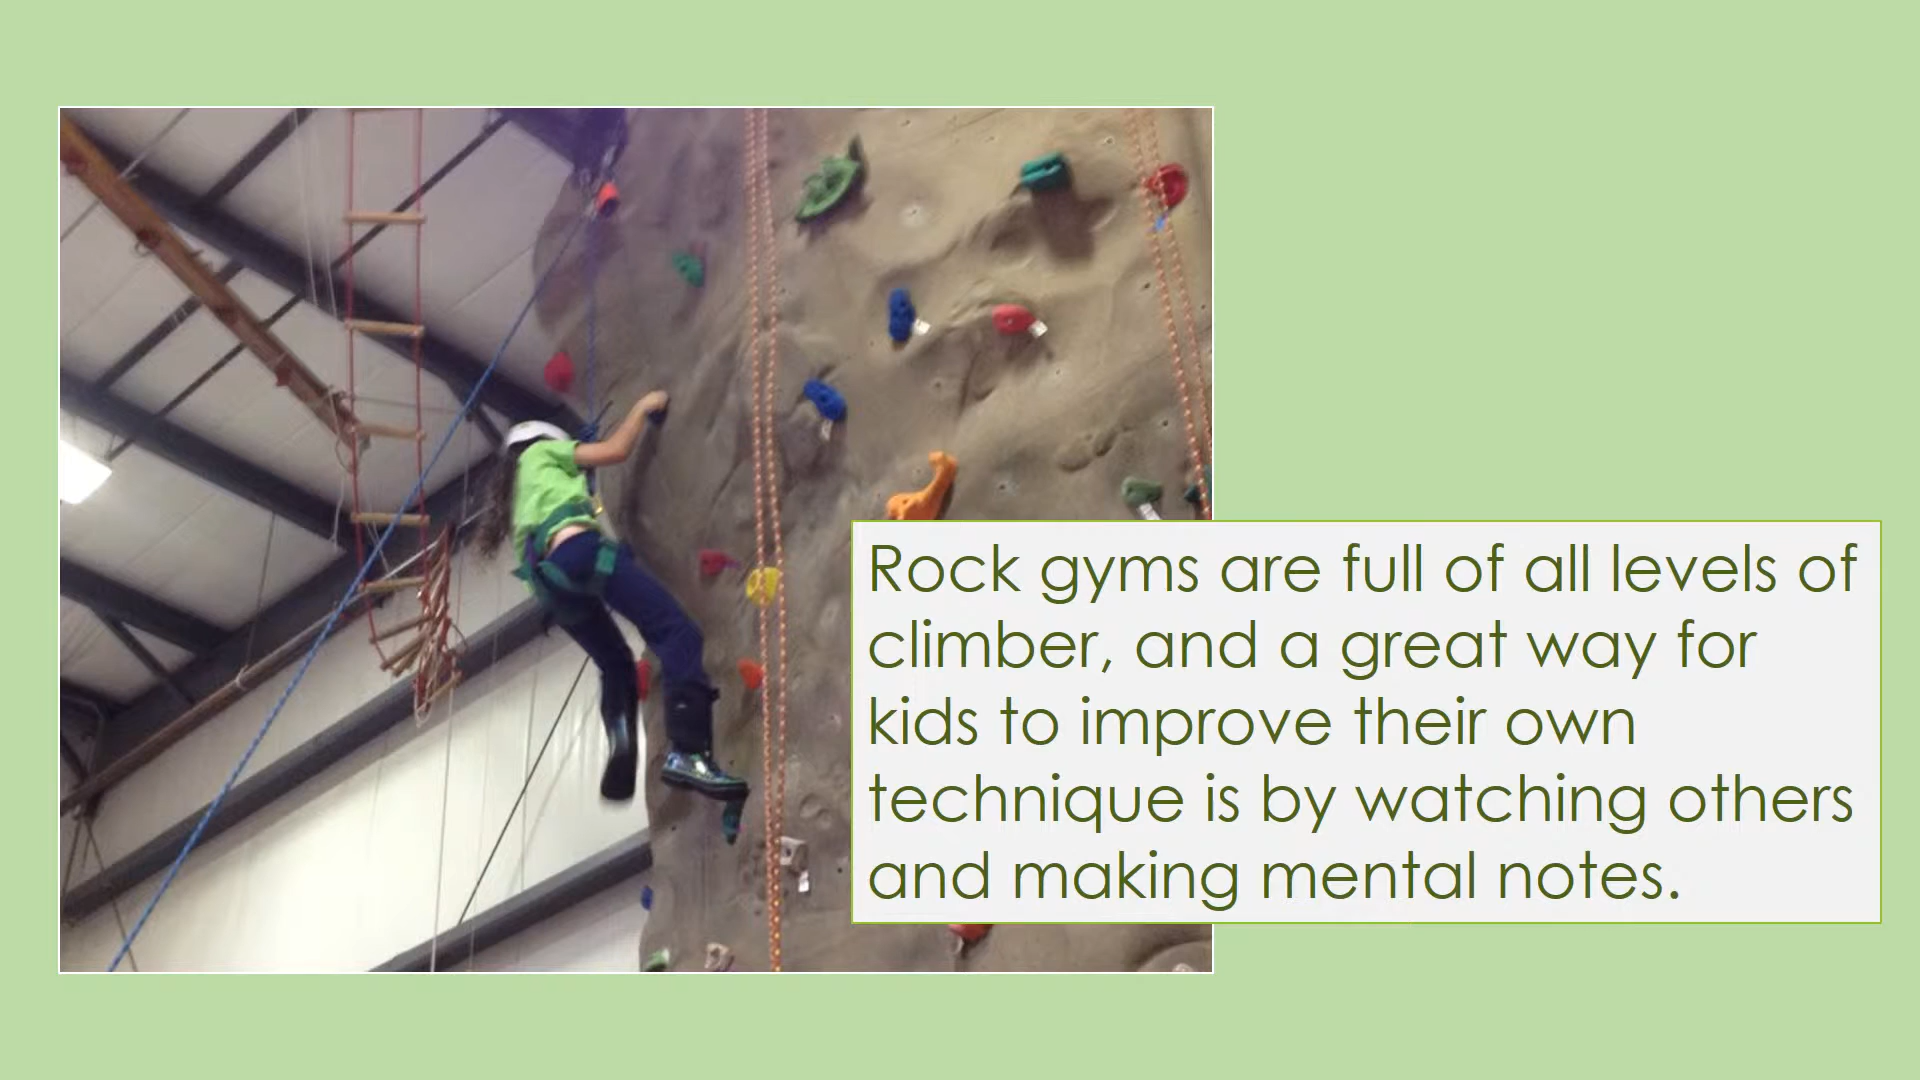 Rock gyms are full of all levels of
climber, and a great way for
kids to improve their own
technique is by watching others
and making mental notes.